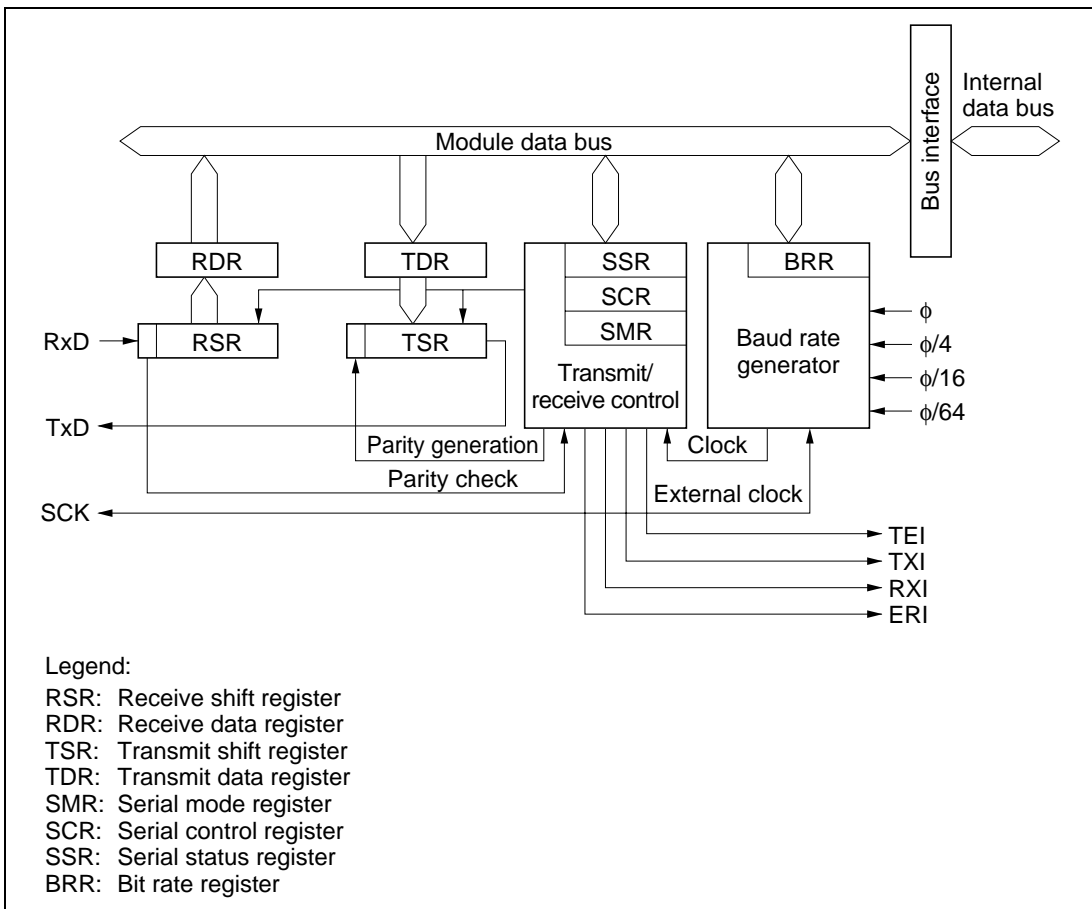 Internal
data bus
Bus interface
Module data bus
RDR
TDR
SSR
BRR
SCR
SMR
RxD
RSR
TSR
Baud rate
generator
ϕ
ϕ/4
ϕ/16
ϕ/64
Transmit/
receive control
TxD
Parity generation
Clock
Parity check
External clock
SCK
TEI
TXI
RXI
ERI
Legend:
RSR: Receive shift register
RDR: Receive data register
TSR: Transmit shift register
TDR: Transmit data register
SMR: Serial mode register
SCR: Serial control register
SSR: Serial status register
BRR: Bit rate register